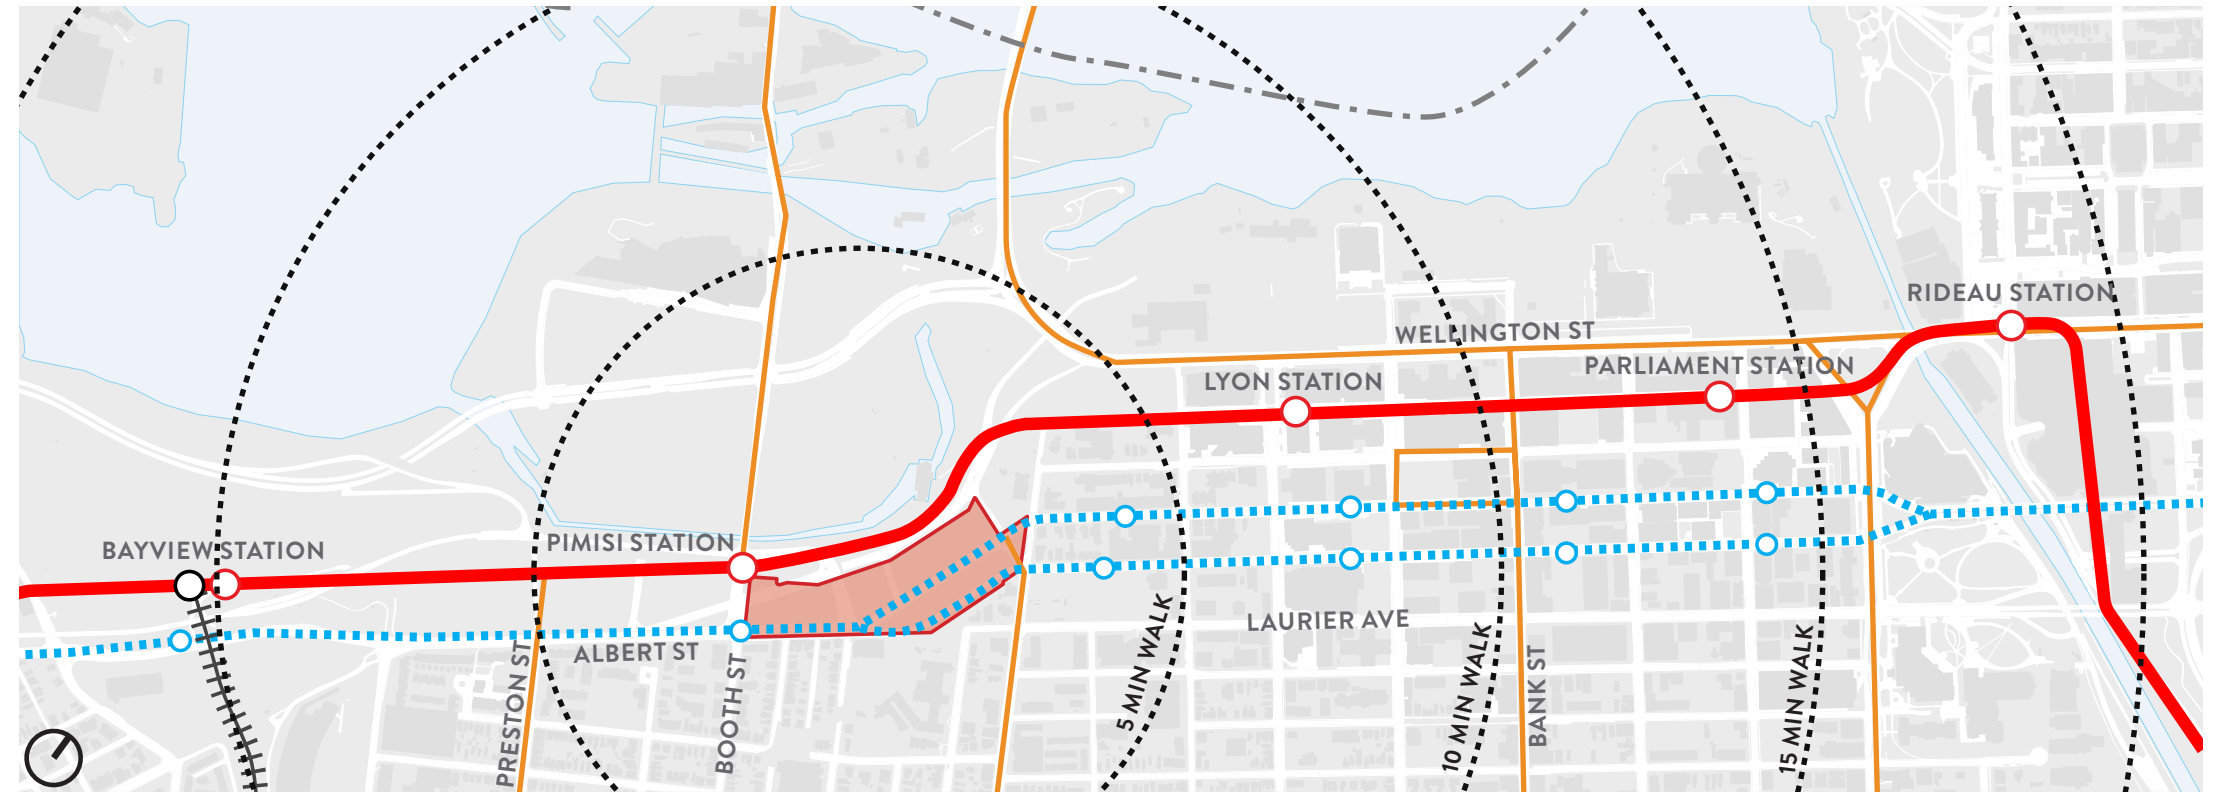 RIDEAU STATION
WELLINGTON ST
PARLIAMENT STATION
LYON STATION
BAYVIEW STATION
PIMISI STATION
LAURIER AVE
ALBERT ST
PRESTON ST
BOOTH ST
5 MIN WALK
10 MIN WALK
BANK ST
15 MIN WALK